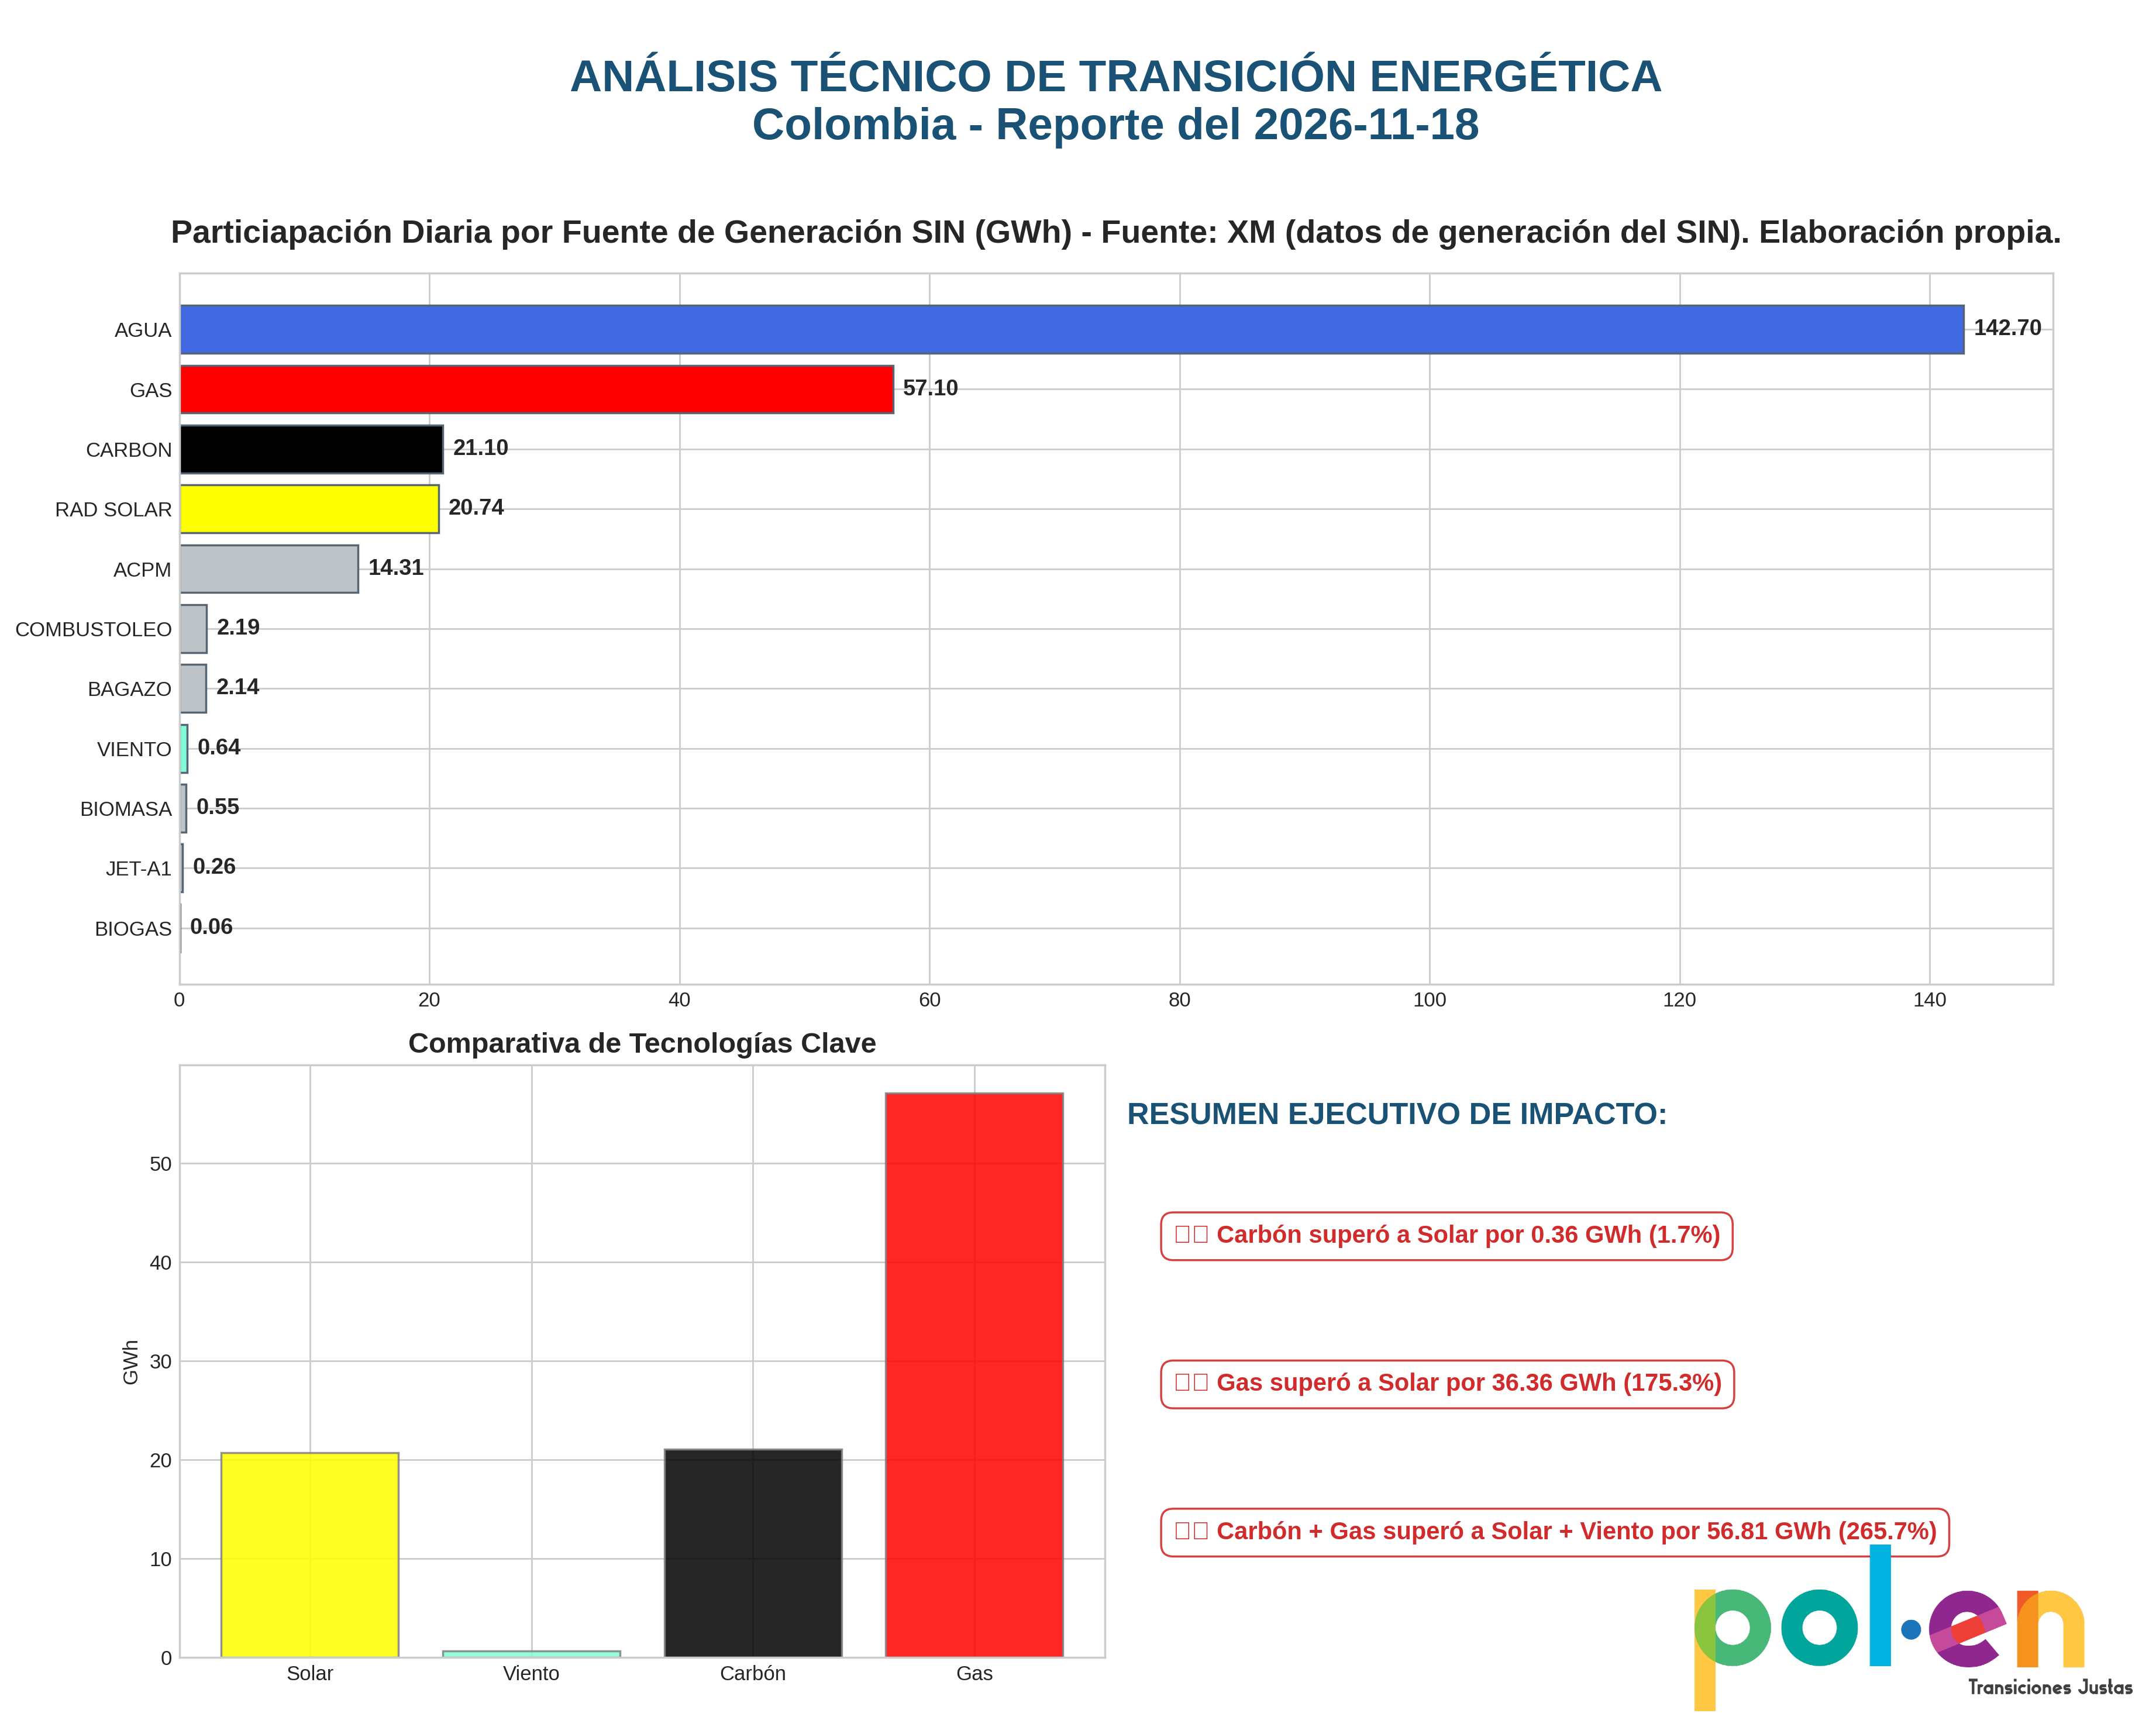 ANÁLISIS TÉCNICO DE TRANSICIÓN ENERGÉTICA
Colombia - Reporte del 2026-11-18
Particiapación Diaria por Fuente de Generación SIN (GWh) - Fuente: XM (datos de generación del SIN). Elaboración propia.
AGUA 142.70
GAS 57.10
CARBON 21.10
RAD SOLAR 20.74
ACPM 14.31
COMBUSTOLEO 2.19
BAGAZO 2.14
VIENTO 0.64
BIOMASA 0.55
JET-A1 0.26
BIOGAS 0.06
0 20 40 60 80 100 120 140
Comparativa de Tecnologías Clave
GWh
50
40
30
20
10
0
Solar Viento Carbón Gas
RESUMEN EJECUTIVO DE IMPACTO:
Carbón superó a Solar por 0.36 GWh (1.7%)
Gas superó a Solar por 36.36 GWh (175.3%)
Carbón + Gas superó a Solar + Viento por 56.81 GWh (265.7%)
pol·en
Transiciones Justas